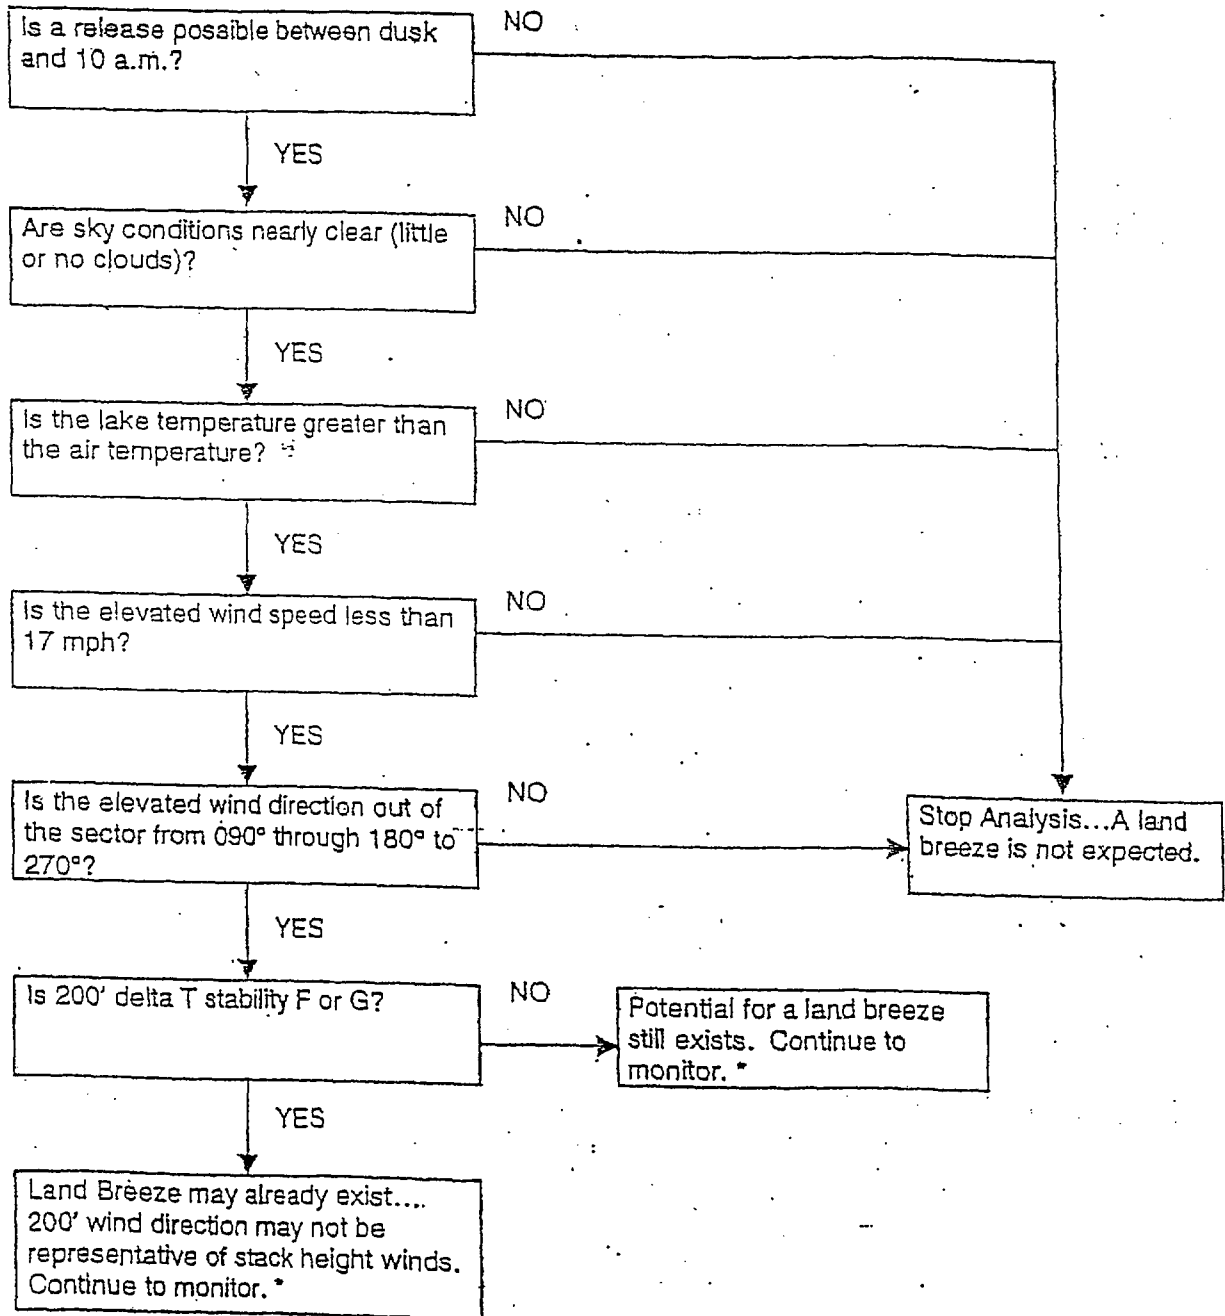 Is a release possible between dusk
and 10 a.m.?
NO
YES
Are sky conditions nearly clear (little
or no clouds)?
NO
YES
Is the lake temperature greater than
the air temperature?
NO
YES
Is the elevated wind speed less than
17 mph?
NO
YES
Is the elevated wind direction out of
the sector from 090° through 180° to
270°?
NO
Stop Analysis...A land
breeze is not expected.
YES
Is 200' delta T stability F or G?
NO
Potential for a land breeze
still exists. Continue to
monitor. *
YES
Land Breeze may already exist....
200' wind direction may not be
representative of stack height winds.
Continue to monitor. *